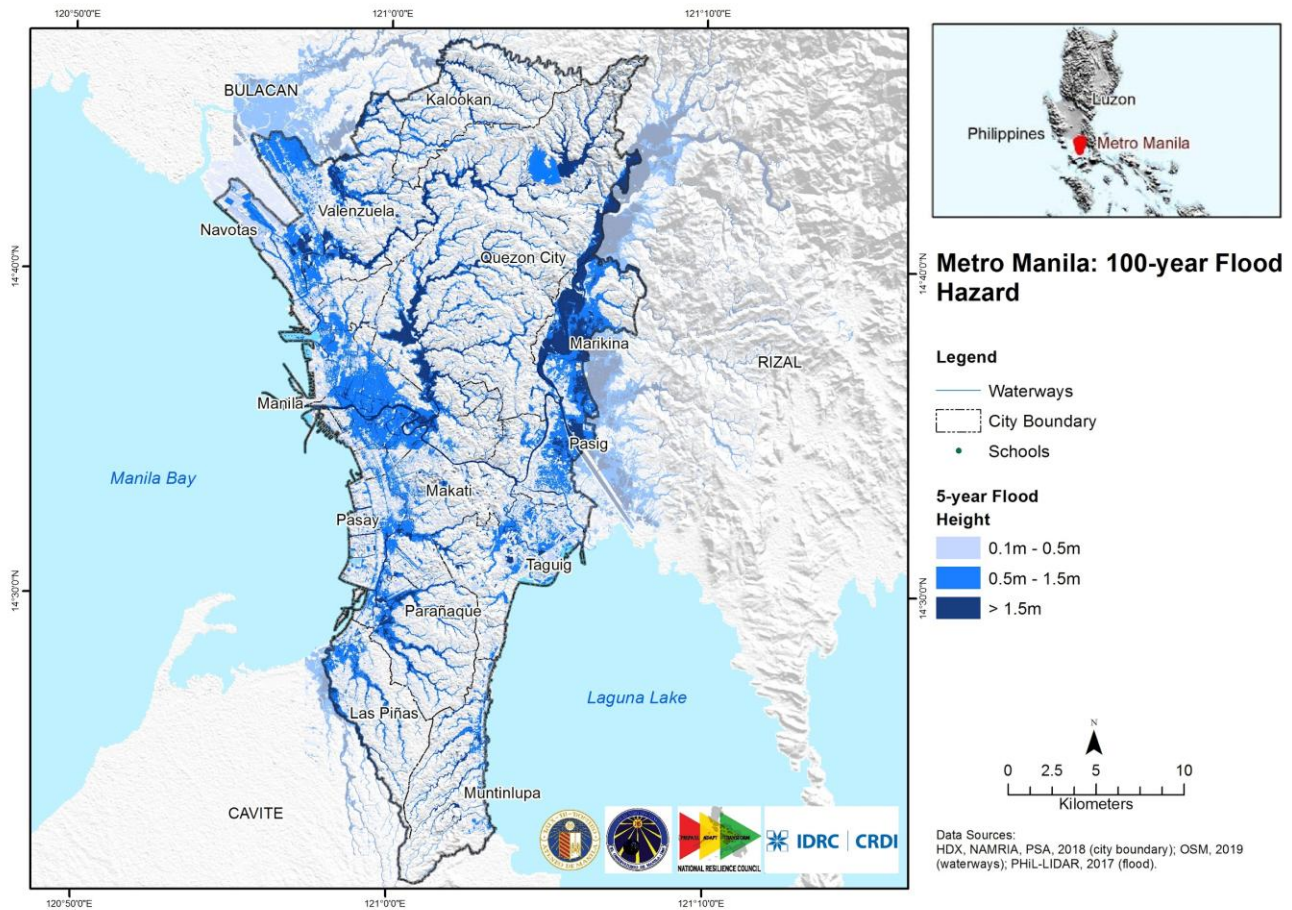 120°50'0"E
121°0'0"E
121°10'0"E
14°40'0"N
14°30'0"N
14°40'0"N
14°30'0"N
120°50'0"E
121°0'0"E
121°10'0"E
BULACAN
Kalookan
Valenzuela
Navotas
Quezon City
Marikina
RIZAL
Manila
Pasig
Manila Bay
Makati
Pasay
Taguig
Parañaque
Laguna Lake
Las Piñas
Muntinlupa
CAVITE
PREPARE ADAPT TRANSFORM
NATIONAL RESILIENCE COUNCIL
IDRC | CRDI
Luzon
Philippines
Metro Manila
Metro Manila: 100-year Flood
Hazard
Legend
Waterways
City Boundary
Schools
5-year Flood
Height
0.1m - 0.5m
0.5m - 1.5m
> 1.5m
N
0 2.5 5 10
Kilometers
Data Sources:
HDX, NAMRIA, PSA, 2018 (city boundary); OSM, 2019
(waterways); PHiL-LIDAR, 2017 (flood).